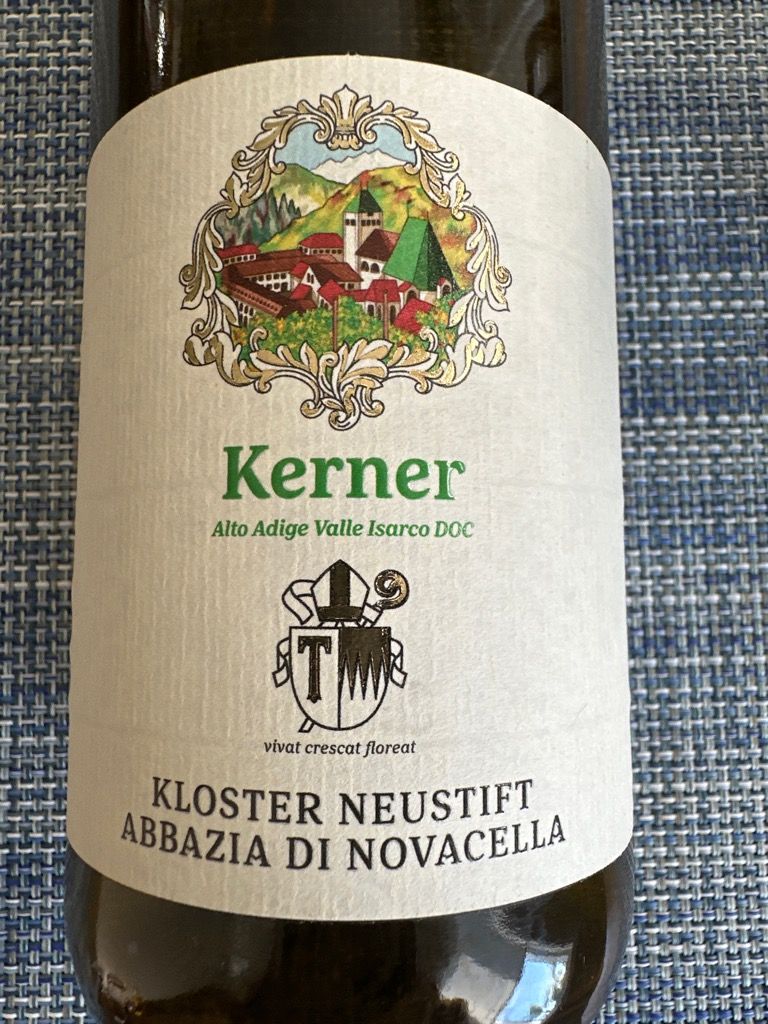 Kerner
Alto Adige Valle Isarco DOC
T
vivat crescat floreat
KLOSTER NEUSTIFT
ABBAZIA DI NOVACELLA